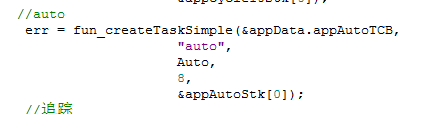 //auto
err = fun_createTaskSimple(&appData.appAutoTCB,
"auto",
Auto,
8,
&appAutoStk[0]);
//追踪